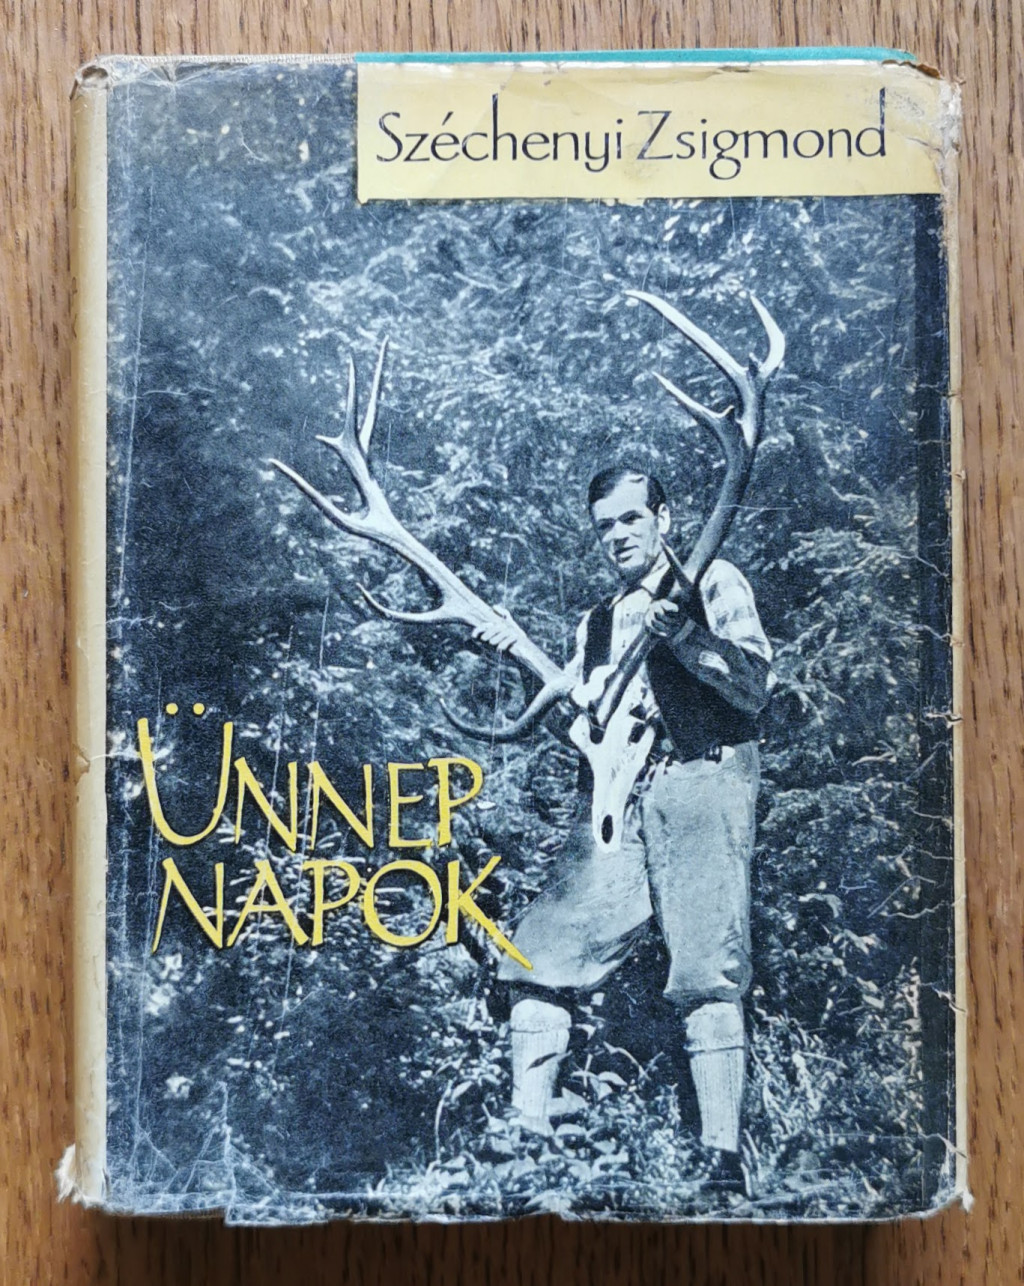 Széchenyi Zsigmond
ÜNNEP
NAPOK